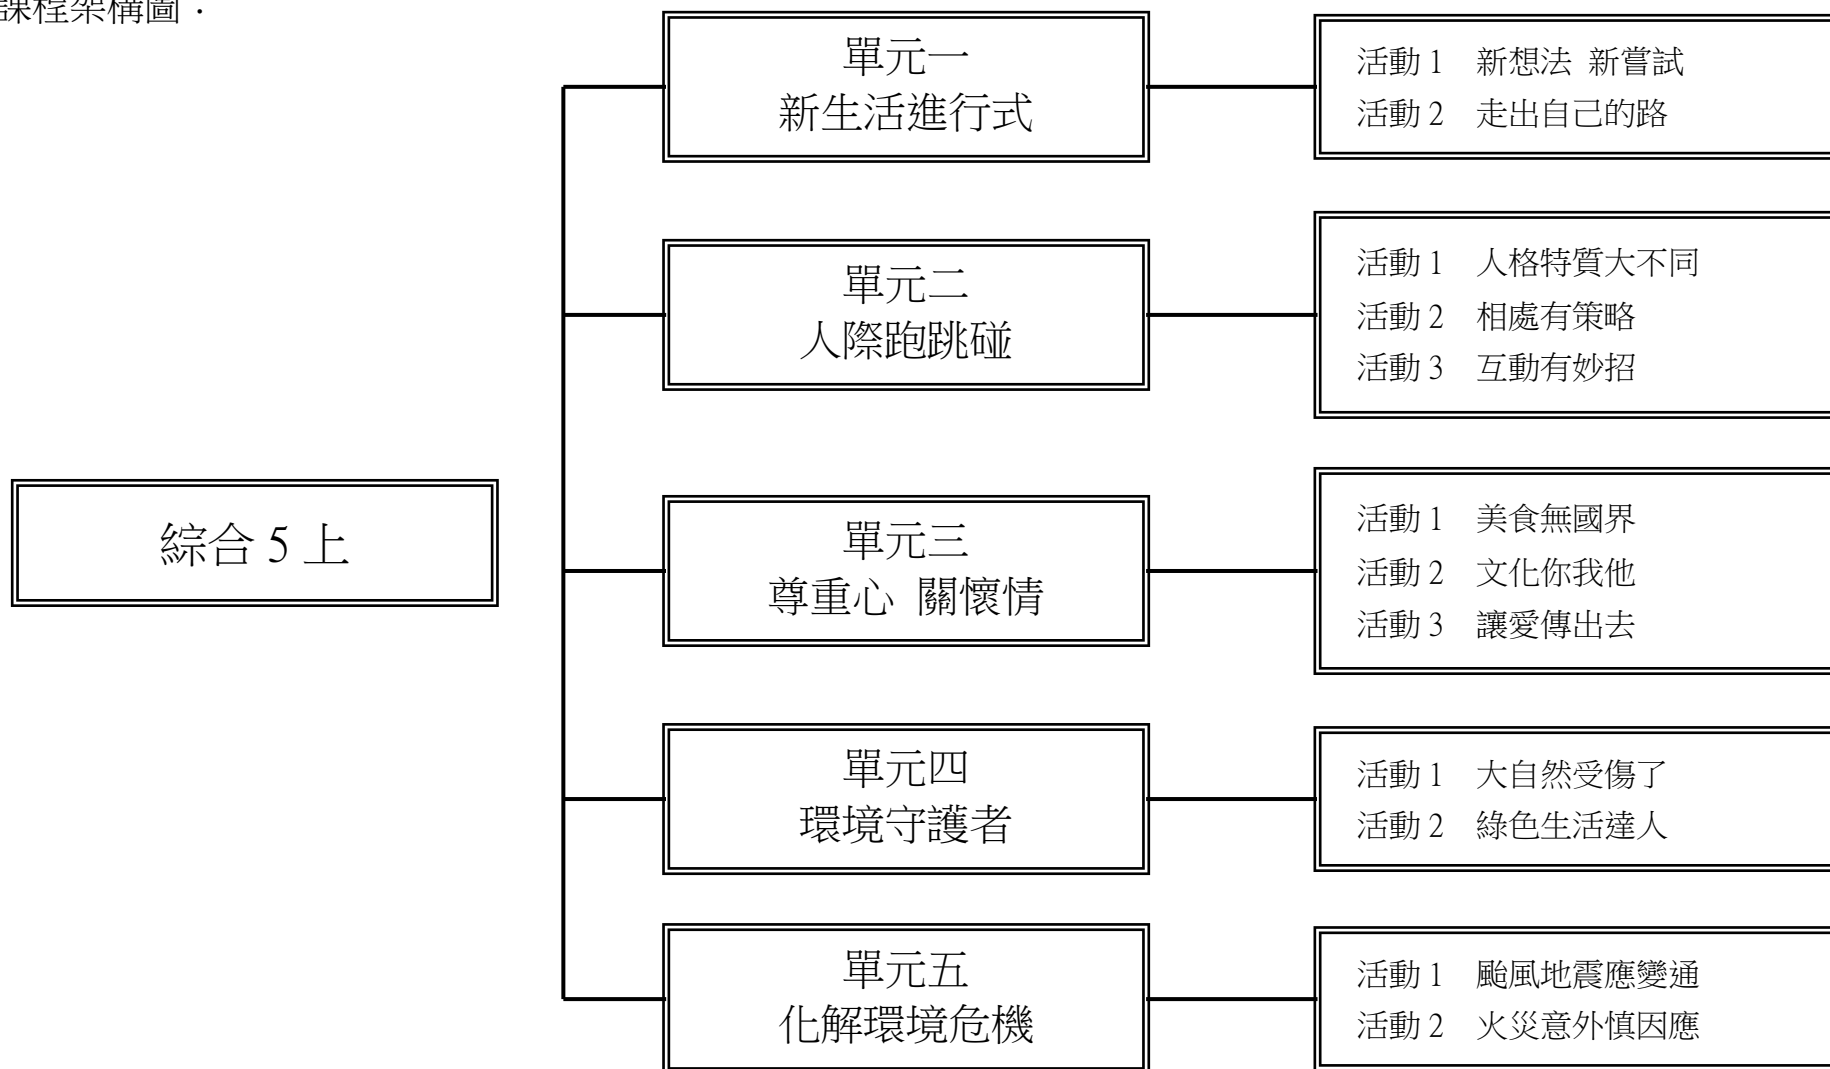 課程架構圖：
單元一
新生活進行式
活動 1　新想法 新嘗試
活動 2　走出自己的路
單元二
人際跑跳碰
活動 1　人格特質大不同
活動 2　相處有策略
活動 3　互動有妙招
綜合 5 上
單元三
尊重心 關懷情
活動 1　美食無國界
活動 2　文化你我他
活動 3　讓愛傳出去
單元四
環境守護者
活動 1　大自然受傷了
活動 2　綠色生活達人
單元五
化解環境危機
活動 1　颱風地震應變通
活動 2　火災意外慎因應